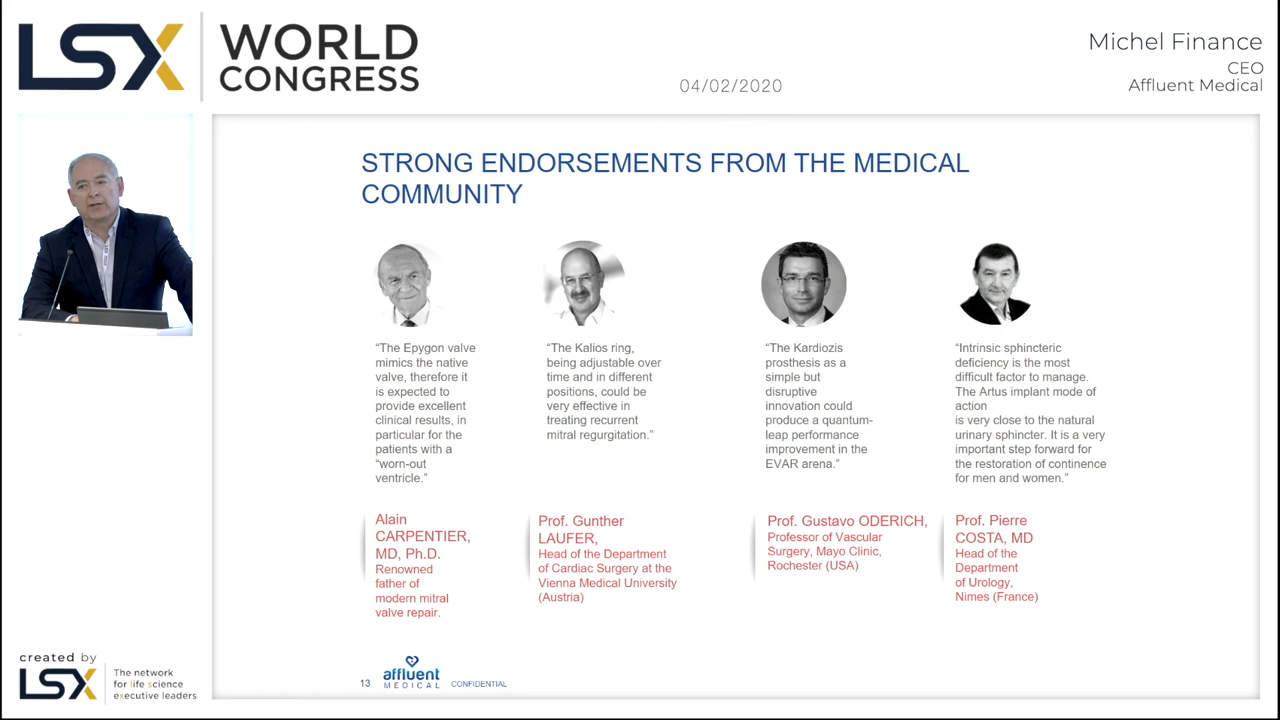 LSX
WORLD
CONGRESS
04/02/2020
Michel Finance
CEO
Affluent Medical
STRONG ENDORSEMENTS FROM THE MEDICAL
COMMUNITY
“The Epygon valve
mimics the native
valve, therefore it
is expected to
provide excellent
clinical results, in
particular for the
patients with a
“worn-out
ventricle.”
“The Kalios ring,
being adjustable over
time and in different
positions, could be
very effective in
treating recurrent
mitral regurgitation.”
“The Kardiozis
prosthesis as a
simple but
disruptive
innovation could
produce a quantum-
leap performance
improvement in the
EVAR arena.”
“Intrinsic sphincteric
deficiency is the most
difficult factor to manage.
The Artus implant mode of
action
is very close to the natural
urinary sphincter. It is a very
important step forward for
the restoration of continence
for men and women.”
Alain
CARPENTIER,
MD, Ph.D.
Renowned
father of
modern mitral
valve repair.
Prof. Gunther
LAUFER,
Head of the Department
of Cardiac Surgery at the
Vienna Medical University
(Austria)
Prof. Gustavo ODERICH,
Professor of Vascular
Surgery, Mayo Clinic,
Rochester (USA)
Prof. Pierre
COSTA, MD
Head of the
Department
of Urology,
Nimes (France)
created by
LSX
The network
for life science
executive leaders
13
affluent
MEDICAL
CONFIDENTIAL